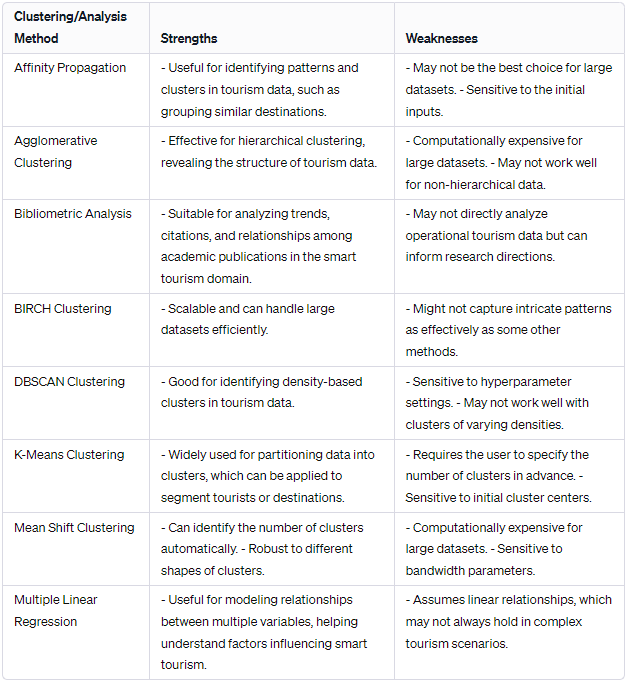 Clustering/Analysis
Method
Strengths
Weaknesses
Affinity Propagation
- Useful for identifying patterns and
clusters in tourism data, such as
grouping similar destinations.
- May not be the best choice for large
datasets. - Sensitive to the initial
inputs.
Agglomerative
Clustering
- Effective for hierarchical clustering,
revealing the structure of tourism data.
- Computationally expensive for
large datasets. - May not work well
for non-hierarchical data.
Bibliometric Analysis
- Suitable for analyzing trends,
citations, and relationships among
academic publications in the smart
tourism domain.
- May not directly analyze
operational tourism data but can
inform research directions.
BIRCH Clustering
- Scalable and can handle large
datasets efficiently.
- Might not capture intricate patterns
as effectively as some other
methods.
DBSCAN Clustering
- Good for identifying density-based
clusters in tourism data.
- Sensitive to hyperparameter
settings. - May not work well with
clusters of varying densities.
K-Means Clustering
- Widely used for partitioning data into
clusters, which can be applied to
segment tourists or destinations.
- Requires the user to specify the
number of clusters in advance. -
Sensitive to initial cluster centers.
Mean Shift Clustering
- Can identify the number of clusters
automatically. - Robust to different
shapes of clusters.
- Computationally expensive for
large datasets. - Sensitive to
bandwidth parameters.
Multiple Linear
Regression
- Useful for modeling relationships
between multiple variables, helping
understand factors influencing smart
tourism.
- Assumes linear relationships, which
may not always hold in complex
tourism scenarios.